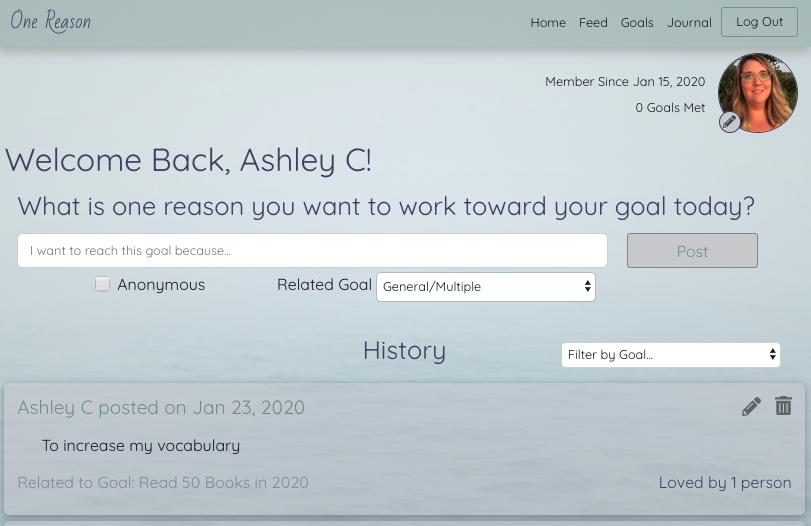 One Reason
Home Feed Goals Journal Log Out
Member Since Jan 15, 2020
0 Goals Met
Welcome Back, Ashley C!
What is one reason you want to work toward your goal today?
I want to reach this goal because... Post
Anonymous Related Goal General/Multiple
History Filter by Goal...
Ashley C posted on Jan 23, 2020
To increase my vocabulary
Related to Goal: Read 50 Books in 2020 Loved by 1 person